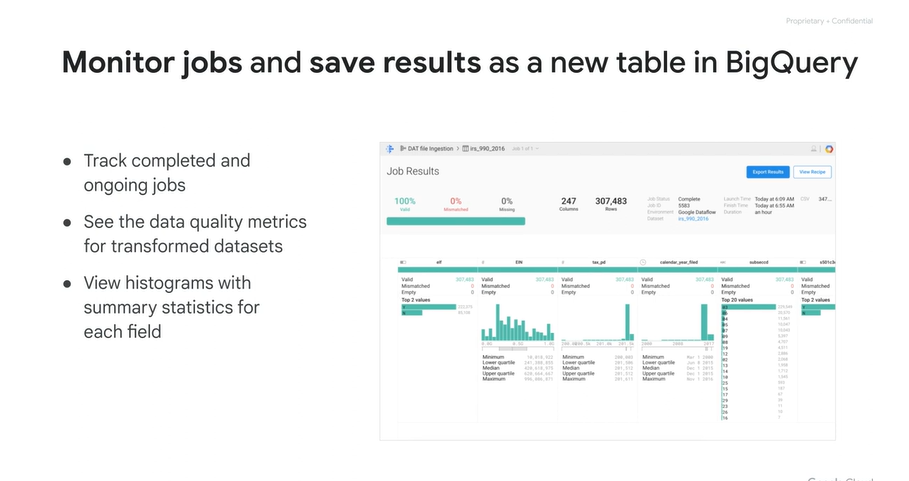 Proprietary + Confidential
Monitor jobs and save results as a new table in BigQuery
● Track completed and
ongoing jobs
● See the data quality metrics
for transformed datasets
● View histograms with
summary statistics for
each field
DAT file Ingestion > irs_990_2016 Job 1 of 1
Job Results
Export Results
View Recipe
100% 0% 0% 247 307,483
Valid Mismatched Missing Columns Rows
Job Status Complete
Job ID 5583
Environment Google Dataflow
Dataset irs_990_2016
Launch Time Today at 6:09 AM
Finish Time Today at 6:55 AM
Duration an hour
CSV 347...
elf EIN tax_pd calendar_year_filed subseccd
Valid 307,483
Mismatched 0
Empty 0
Top 2 values
Valid 307,483
Mismatched 0
Empty 0
Minimum
Lower quartile
Median
Upper quartile
Maximum
Valid 307,483
Mismatched 0
Empty 0
Minimum
Lower quartile
Median
Upper quartile
Maximum
Valid 307,483
Mismatched 0
Empty 0
Minimum
Lower quartile
Median
Upper quartile
Maximum
Valid 307,483
Mismatched 0
Empty 0
Top 20 values
Valid
Mismatched
Empty
Top 2 values